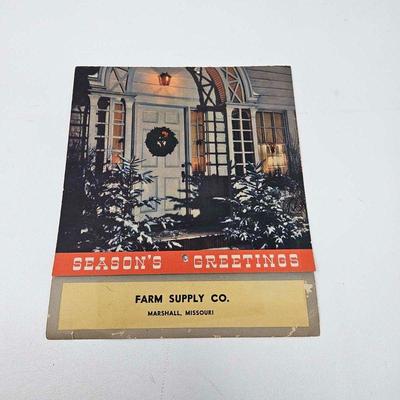 SEASON'S GREETINGS
FARM SUPPLY CO.
MARSHALL, MISSOURI